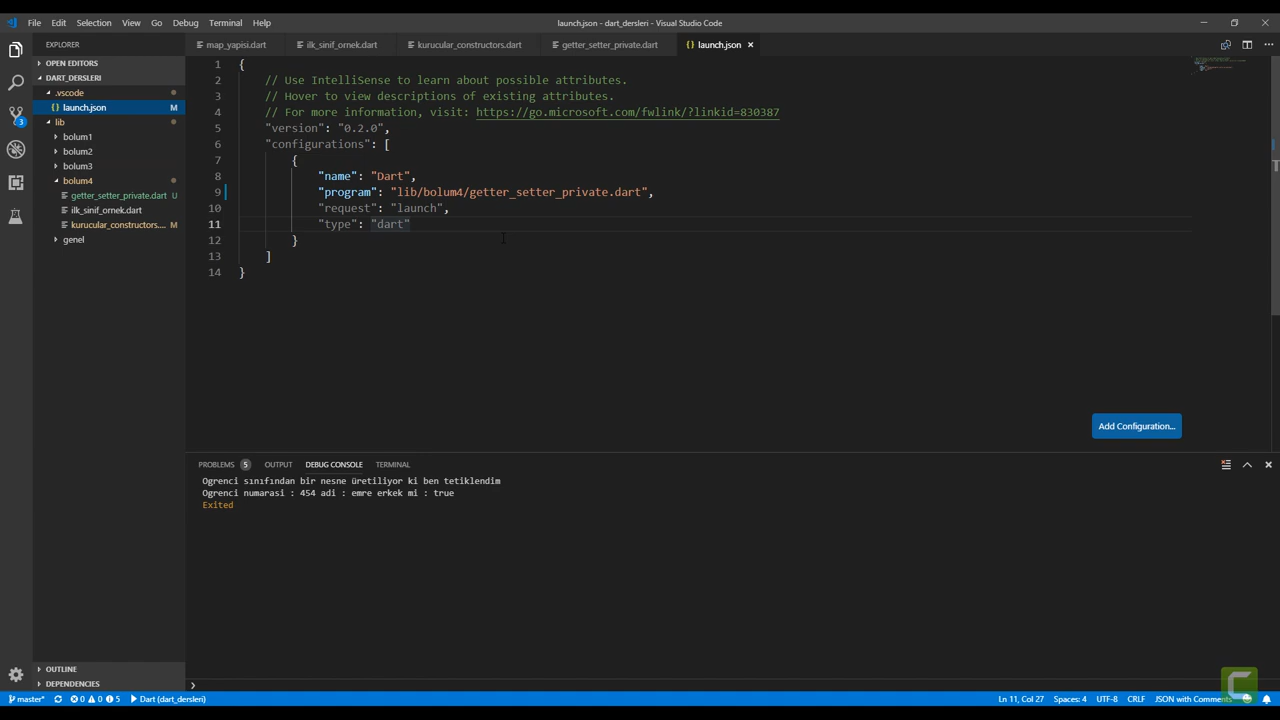 File Edit Selection View Go Debug Terminal Help
launch.json - dart_dersleri - Visual Studio Code
EXPLORER
map_yapisi.dart
ilk_sinif_ornek.dart
kurucular_constructors.dart
getter_setter_private.dart
launch.json
OPEN EDITORS
DART_DERSLERI
.vscode
launch.json M
lib
bolum1
bolum2
bolum3
bolum4
getter_setter_private.dart U
ilk_sinif_ornek.dart
kurucular_constructors.... M
genel
OUTLINE
DEPENDENCIES
3
1 {
2 // Use IntelliSense to learn about possible attributes.
3 // Hover to view descriptions of existing attributes.
4 // For more information, visit: https://go.microsoft.com/fwlink/?linkid=830387
5 "version": "0.2.0",
6 "configurations": [
7 {
8 "name": "Dart",
9 "program": "lib/bolum4/getter_setter_private.dart",
10 "request": "launch",
11 "type": "dart"
12 }
13 ]
14 }
Add Configuration...
PROBLEMS 5 OUTPUT DEBUG CONSOLE TERMINAL
Ogrenci sınıfından bir nesne üretiliyor ki ben tetiklendim
Ogrenci numarasi : 454 adi : emre erkek mi : true
Exited
master* 0 0 5 Dart (dart_dersleri)
Ln 11, Col 27 Spaces: 4 UTF-8 CRLF JSON with Comments